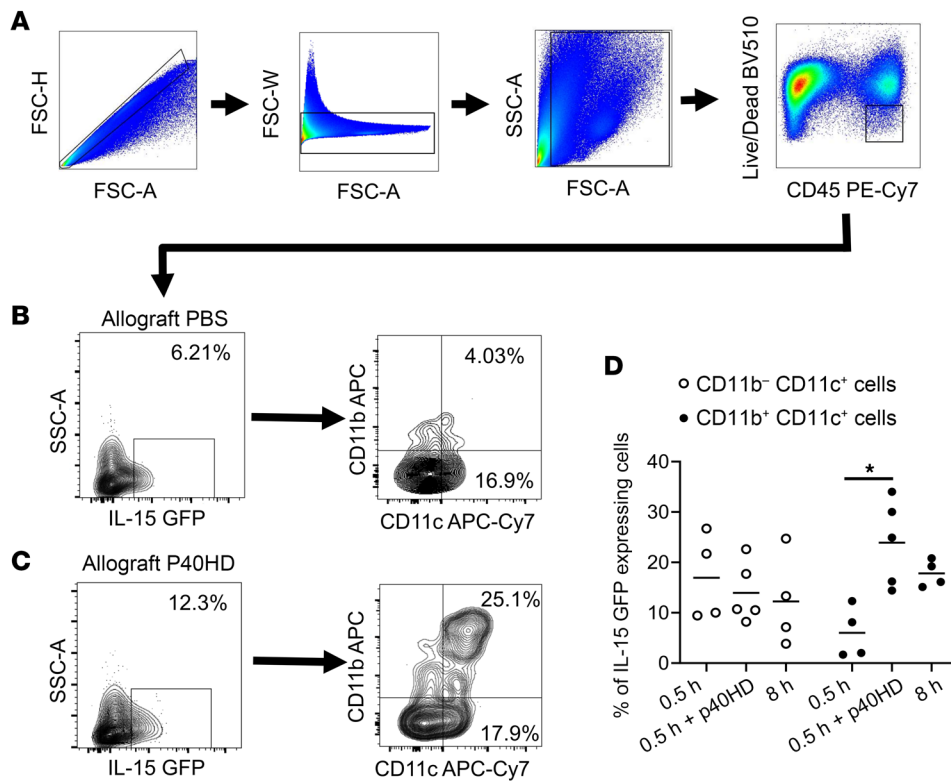 A
FSC-H
FSC-A
FSC-W
FSC-A
SSC-A
FSC-A
Live/Dead BV510
CD45 PE-Cy7
B
Allograft PBS
6.21%
SSC-A
IL-15 GFP
4.03%
16.9%
CD11b APC
CD11c APC-Cy7
C
Allograft P40HD
12.3%
SSC-A
IL-15 GFP
25.1%
17.9%
CD11b APC
CD11c APC-Cy7
D
CD11b⁻ CD11c⁺ cells
CD11b⁺ CD11c⁺ cells
% of IL-15 GFP expressing cells
40
30
20
10
0
*
0.5 h
0.5 h + p40HD
8 h
0.5 h
0.5 h + p40HD
8 h